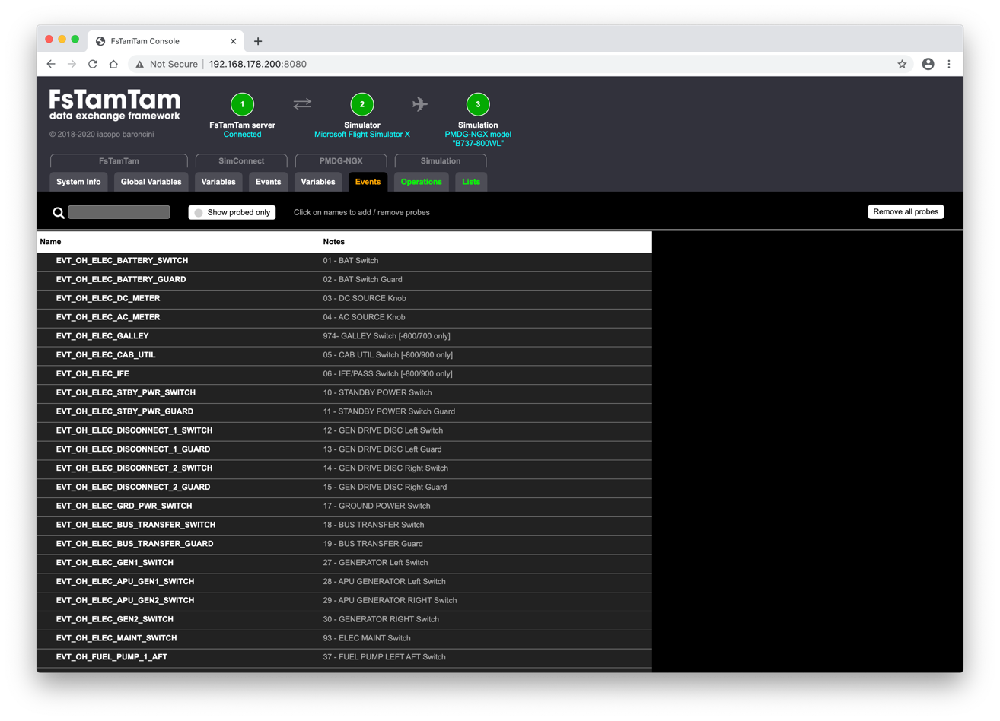 FsTamTam Console
Not Secure 192.168.178.200:8080
FsTamTam
data exchange framework
© 2018-2020 iacopo baroncini
1 2 3
FsTamTam server Simulator Simulation
Connected Microsoft Flight Simulator X PMDG-NGX model
"B737-800WL"
FsTamTam SimConnect PMDG-NGX Simulation
System Info Global Variables Variables Events Variables Events Operations Lists
Show probed only Click on names to add / remove probes Remove all probes
Name Notes
EVT_OH_ELEC_BATTERY_SWITCH 01 - BAT Switch
EVT_OH_ELEC_BATTERY_GUARD 02 - BAT Switch Guard
EVT_OH_ELEC_DC_METER 03 - DC SOURCE Knob
EVT_OH_ELEC_AC_METER 04 - AC SOURCE Knob
EVT_OH_ELEC_GALLEY 974- GALLEY Switch [-600/700 only]
EVT_OH_ELEC_CAB_UTIL 05 - CAB UTIL Switch [-800/900 only]
EVT_OH_ELEC_IFE 06 - IFE/PASS Switch [-800/900 only]
EVT_OH_ELEC_STBY_PWR_SWITCH 10 - STANDBY POWER Switch
EVT_OH_ELEC_STBY_PWR_GUARD 11 - STANDBY POWER Switch Guard
EVT_OH_ELEC_DISCONNECT_1_SWITCH 12 - GEN DRIVE DISC Left Switch
EVT_OH_ELEC_DISCONNECT_1_GUARD 13 - GEN DRIVE DISC Left Guard
EVT_OH_ELEC_DISCONNECT_2_SWITCH 14 - GEN DRIVE DISC Right Switch
EVT_OH_ELEC_DISCONNECT_2_GUARD 15 - GEN DRIVE DISC Right Guard
EVT_OH_ELEC_GRD_PWR_SWITCH 17 - GROUND POWER Switch
EVT_OH_ELEC_BUS_TRANSFER_SWITCH 18 - BUS TRANSFER Switch
EVT_OH_ELEC_BUS_TRANSFER_GUARD 19 - BUS TRANSFER Guard
EVT_OH_ELEC_GEN1_SWITCH 27 - GENERATOR Left Switch
EVT_OH_ELEC_APU_GEN1_SWITCH 28 - APU GENERATOR Left Switch
EVT_OH_ELEC_APU_GEN2_SWITCH 29 - APU GENERATOR RIGHT Switch
EVT_OH_ELEC_GEN2_SWITCH 30 - GENERATOR RIGHT Switch
EVT_OH_ELEC_MAINT_SWITCH 93 - ELEC MAINT Switch
EVT_OH_FUEL_PUMP_1_AFT 37 - FUEL PUMP LEFT AFT Switch